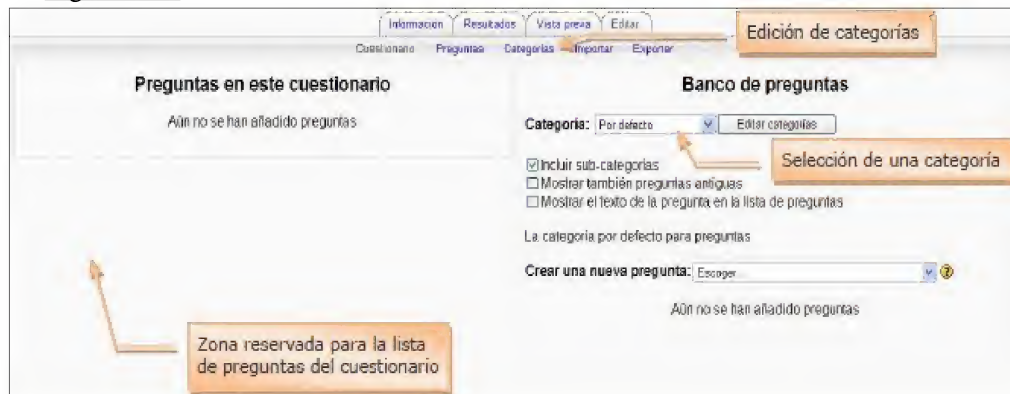 Información Resultados Vista previa Editar
Edición de categorías
Cuestionario Preguntas Categorías Importar Exportar
Preguntas en este cuestionario
Aún no se han añadido preguntas
Banco de preguntas
Categoría: Por defecto Editar categorías
Selección de una categoría
Incluir sub-categorías
Mostrar también preguntas antiguas
Mostrar el texto de la pregunta en la lista de preguntas
La categoría por defecto para preguntas
Crear una nueva pregunta: Escoger...
Aún no se han añadido preguntas
Zona reservada para la lista
de preguntas del cuestionario